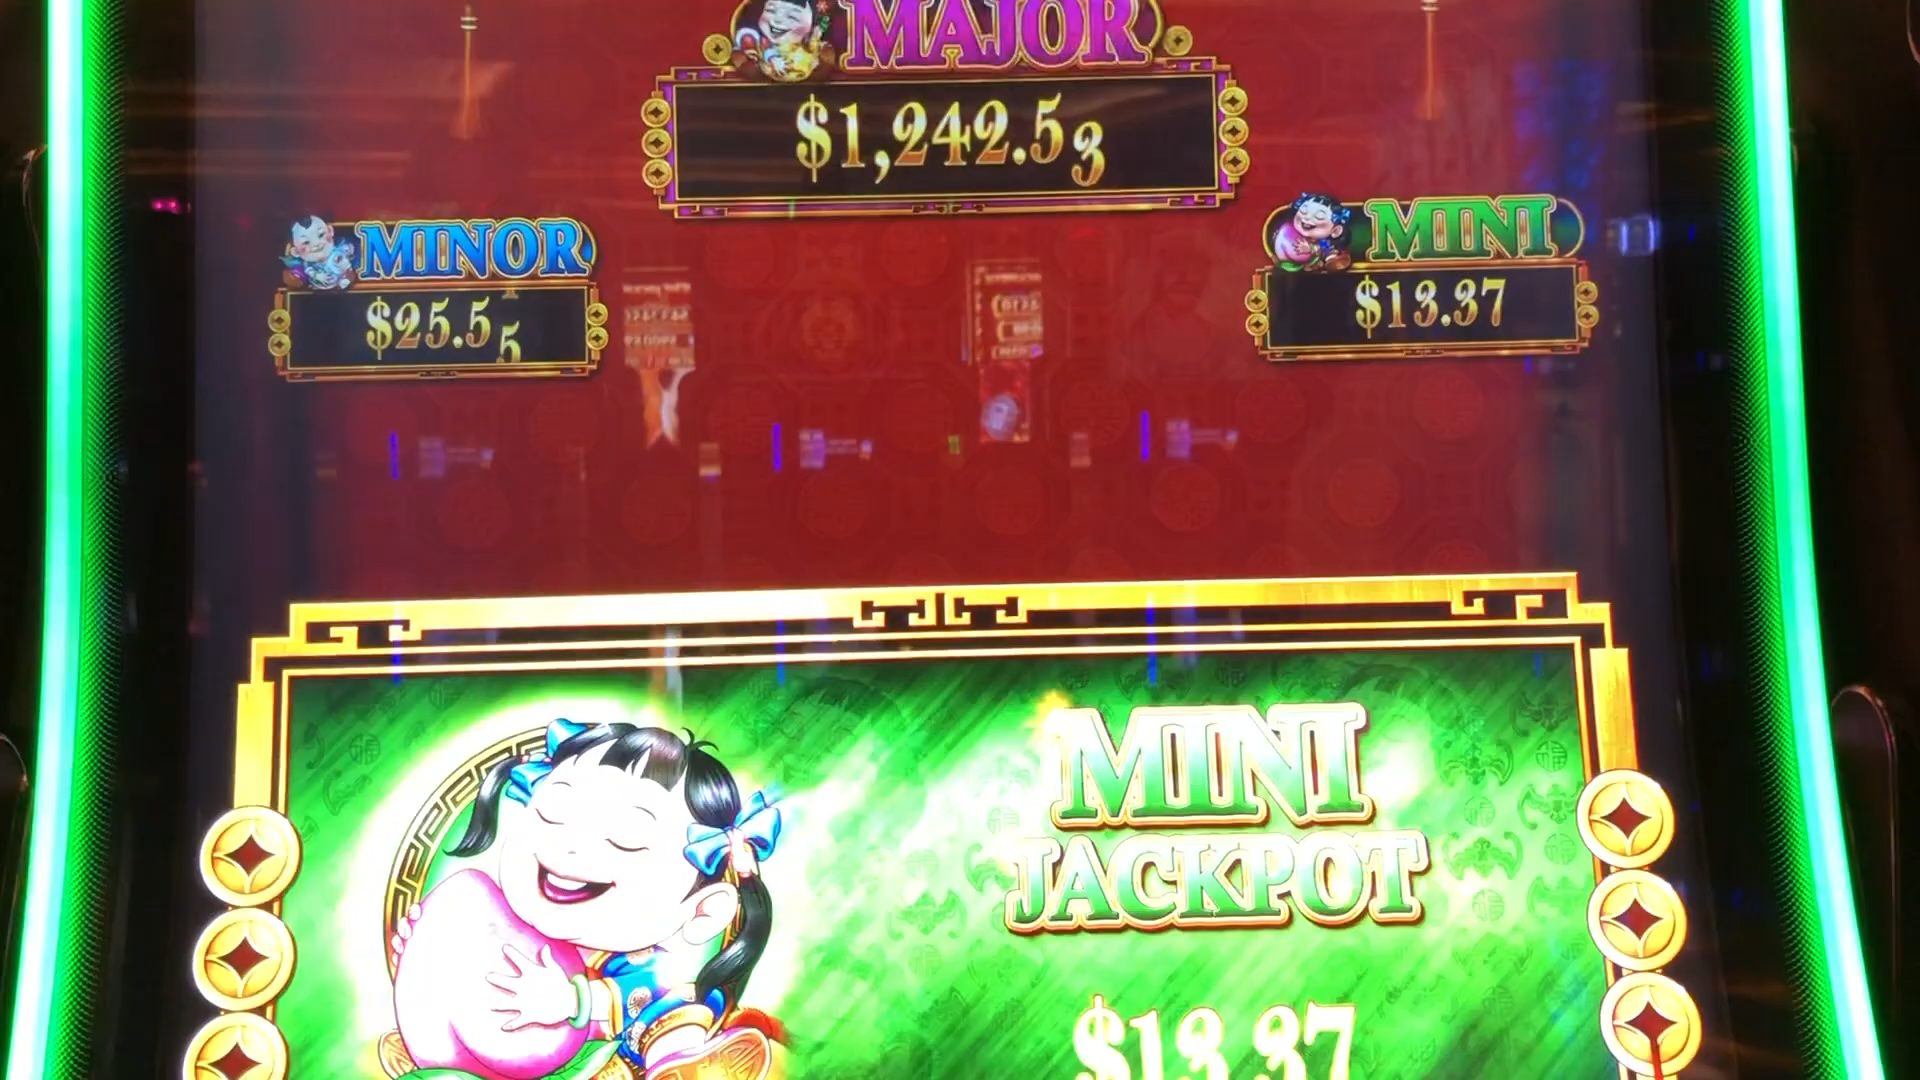 MAJOR
$1,242.53
MINOR
$25.55
MINI
$13.37
MINI
JACKPOT
$13.37